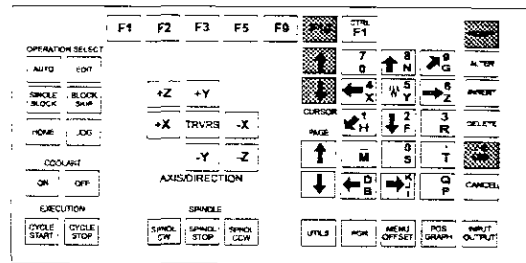 F1 F2 F3 F5 F9 CTRL F1
OPERATION SELECT
AUTO EDIT
SINGLE BLOCK BLOCK SKIP
HOME JOG
COOLANT
ON OFF
EXECUTION
CYCLE START CYCLE STOP
+Z +Y
+X TRVRS -X
-Y -Z
AXIS/DIRECTION
SPINDLE
SPINDL CW SPINDL STOP SPINDL CCW
7 8 N 9 G ALTER
4 X 5 Y 6 Z INSERT
CURSOR
1 H 2 F 3 R DELETE
PAGE
- M 0 S . T
D B K J I Q P CANCEL
UTILS PGR MENU OFFSET POS GRAPH INPUT OUTPUT